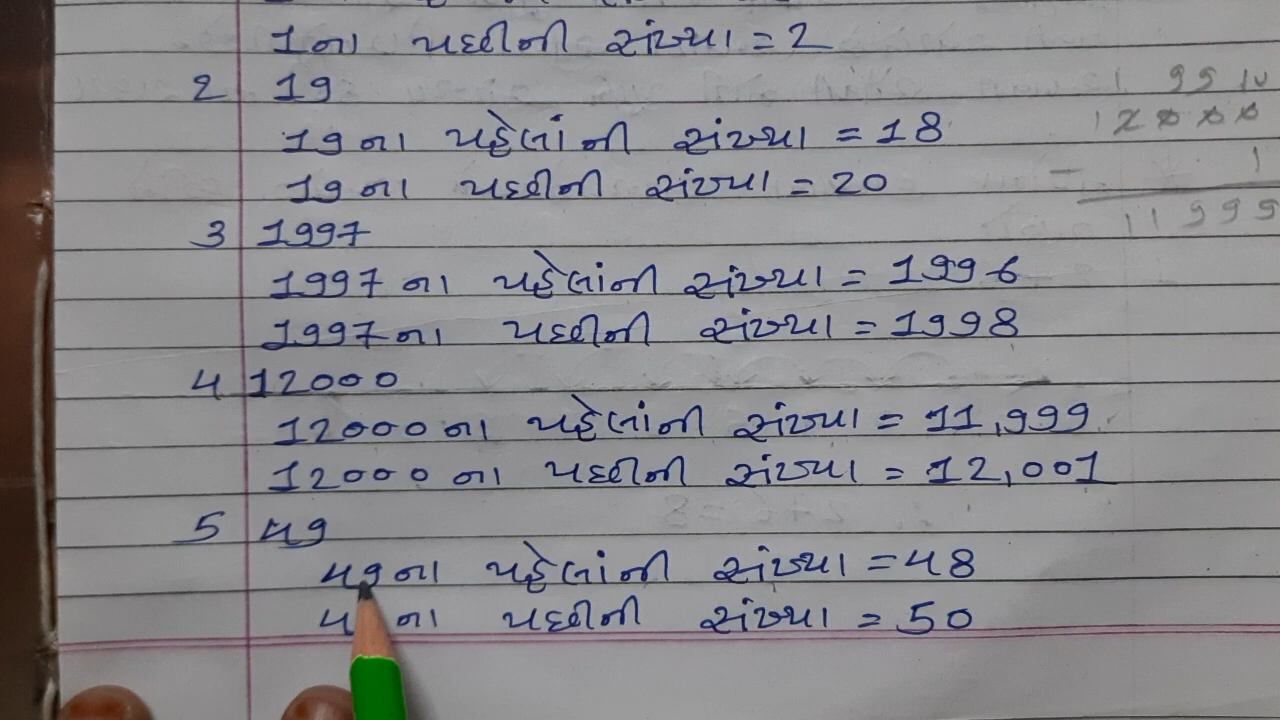 1ના પછીની સંખ્યા = 2
2 19
19ના પહેલાંની સંખ્યા = 18
19ના પછીની સંખ્યા = 20
3 1997
1997 ના પહેલાંની સંખ્યા = 1996
1997ના પછીની સંખ્યા = 1998
4 12000
12000ના પહેલાંની સંખ્યા = 11,999
12000 ના પછીની સંખ્યા = 12,001
5 49
49ના પહેલાંની સંખ્યા = 48
4 ના પછીની સંખ્યા = 50
1 9 9 10
1 2 0 0 0
- 1
1 1 9 9 9